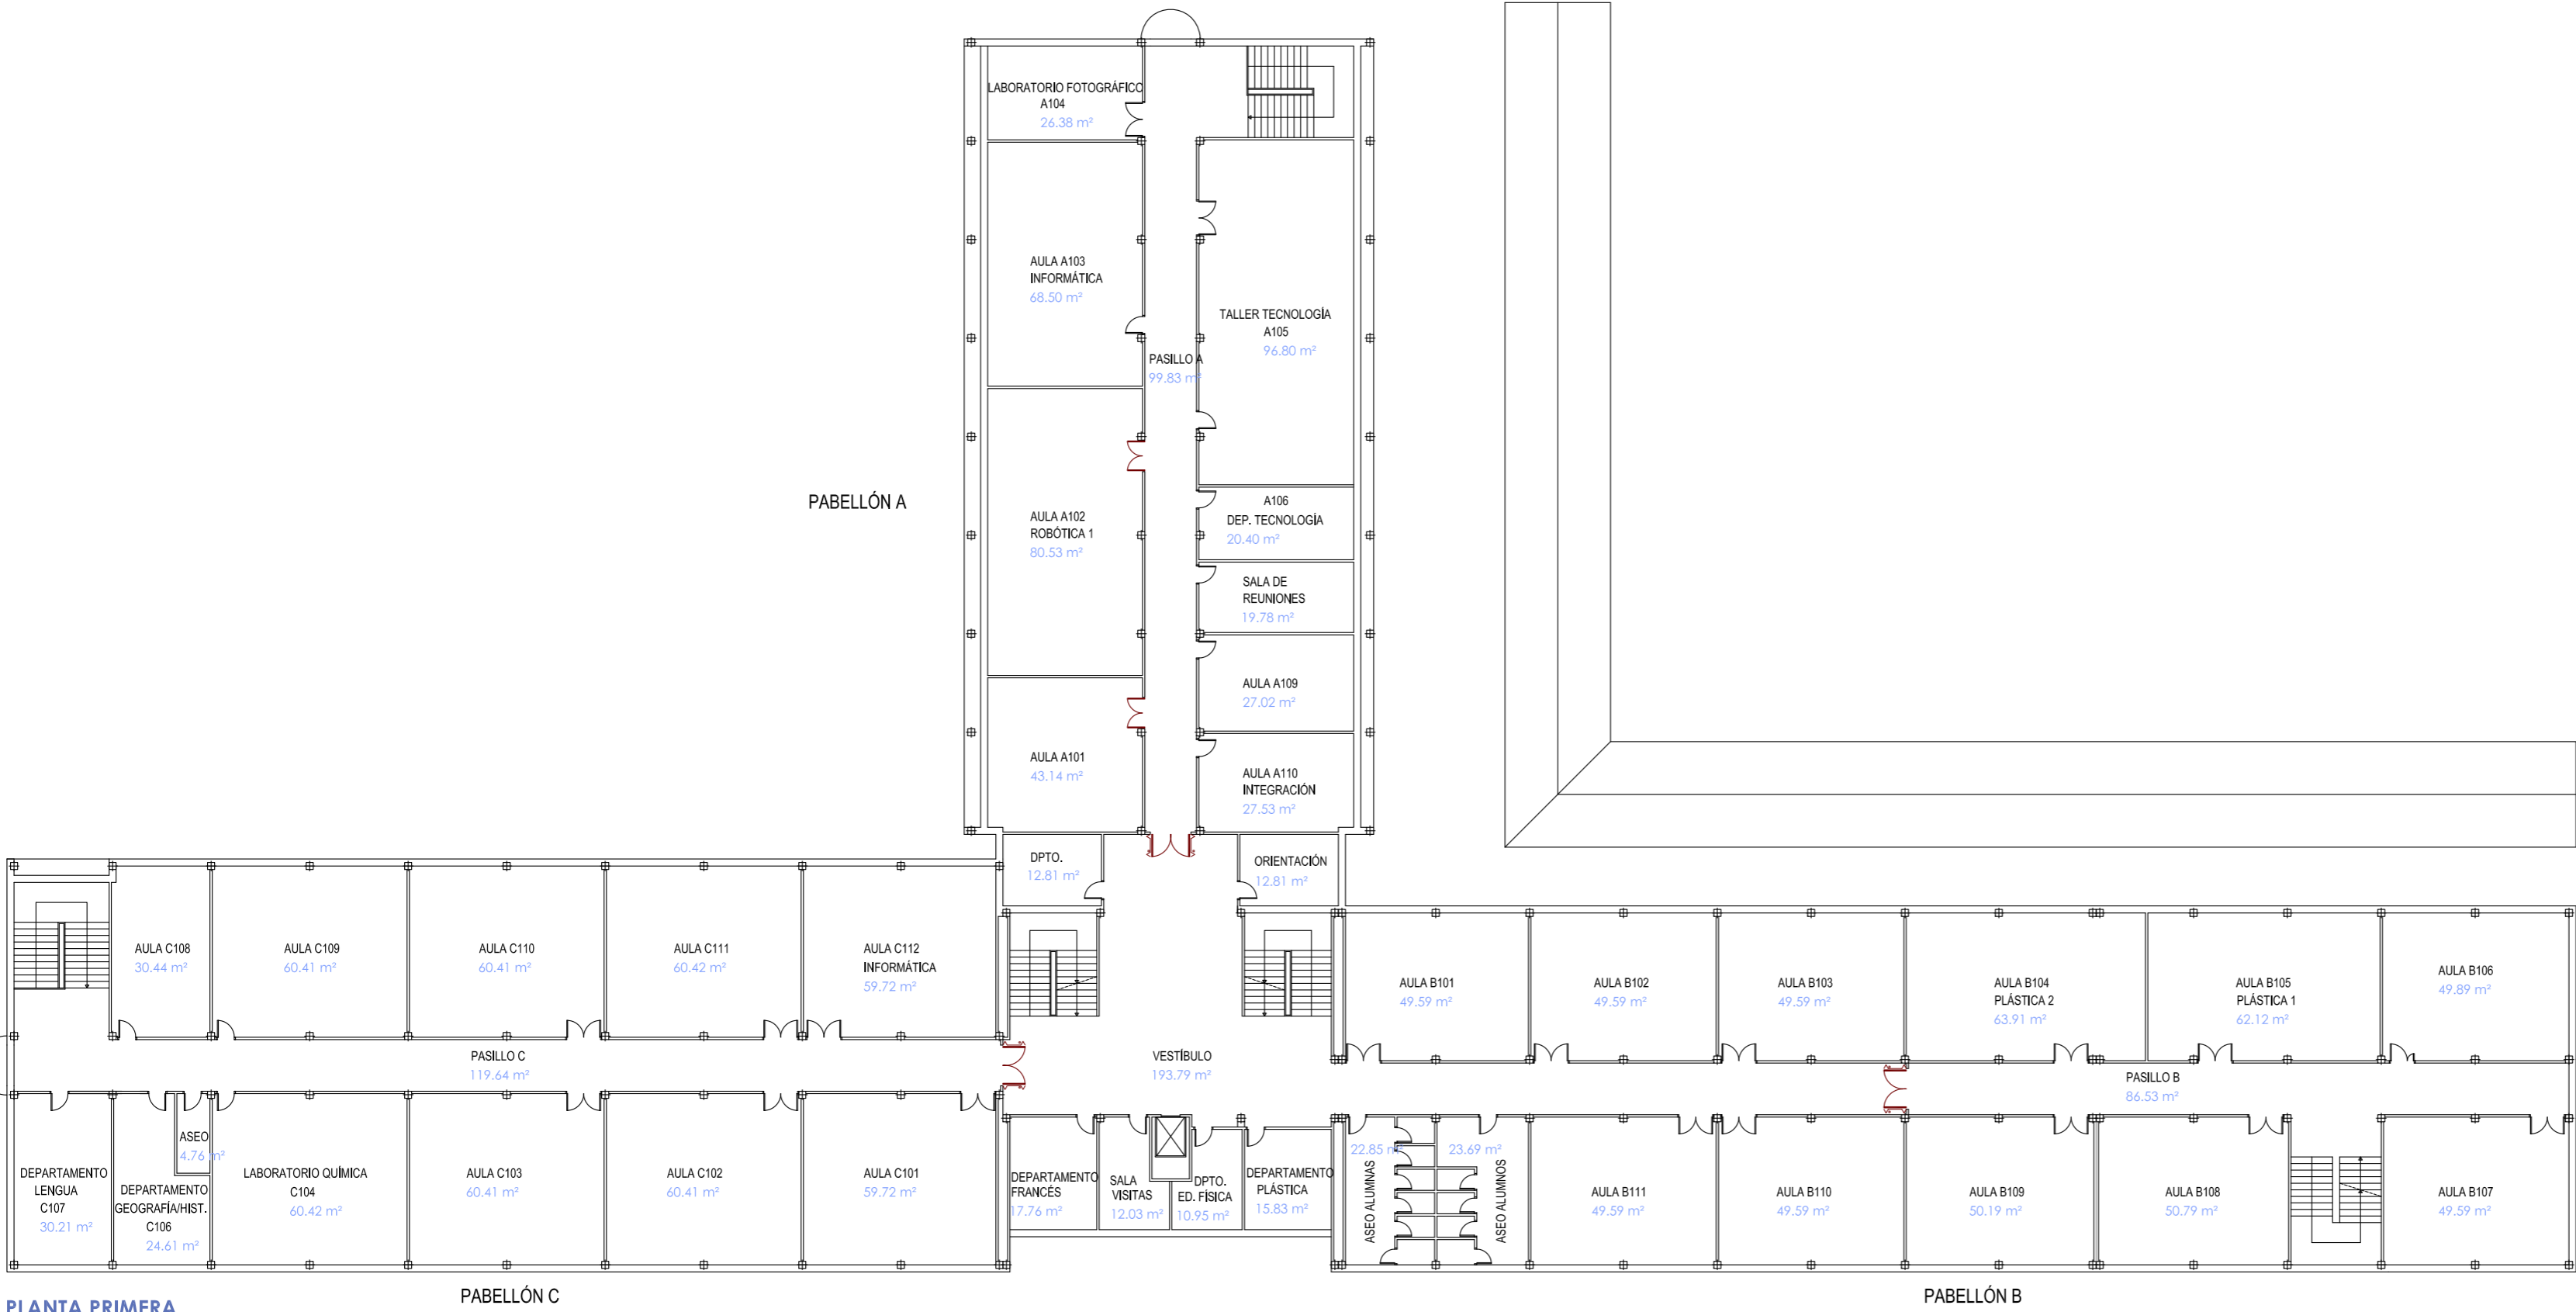 LABORATORIO FOTOGRÁFICO
A104
26.38 m²
AULA A103
INFORMÁTICA
68.50 m²
TALLER TECNOLOGÍA
A105
96.80 m²
PASILLO A
99.83 m²
PABELLÓN A
AULA A102
ROBÓTICA 1
80.53 m²
A106
DEP. TECNOLOGÍA
20.40 m²
SALA DE
REUNIONES
19.78 m²
AULA A109
27.02 m²
AULA A101
43.14 m²
AULA A110
INTEGRACIÓN
27.53 m²
DPTO.
12.81 m²
ORIENTACIÓN
12.81 m²
AULA C108
30.44 m²
AULA C109
60.41 m²
AULA C110
60.41 m²
AULA C111
60.42 m²
AULA C112
INFORMÁTICA
59.72 m²
AULA B101
49.59 m²
AULA B102
49.59 m²
AULA B103
49.59 m²
AULA B104
PLÁSTICA 2
63.91 m²
AULA B105
PLÁSTICA 1
62.12 m²
AULA B106
49.89 m²
PASILLO C
119.64 m²
VESTÍBULO
193.79 m²
PASILLO B
86.53 m²
DEPARTAMENTO
LENGUA
C107
30.21 m²
DEPARTAMENTO
GEOGRAFÍA/HIST.
C106
24.61 m²
ASEO
4.76 m²
LABORATORIO QUÍMICA
C104
60.42 m²
AULA C103
60.41 m²
AULA C102
60.41 m²
AULA C101
59.72 m²
DEPARTAMENTO
FRANCÉS
17.76 m²
SALA
VISITAS
12.03 m²
DPTO.
ED. FÍSICA
10.95 m²
DEPARTAMENTO
PLÁSTICA
15.83 m²
22.85 m²
ASEO ALUMNAS
23.69 m²
ASEO ALUMNOS
AULA B111
49.59 m²
AULA B110
49.59 m²
AULA B109
50.19 m²
AULA B108
50.79 m²
AULA B107
49.59 m²
PLANTA PRIMERA
PABELLÓN C
PABELLÓN B